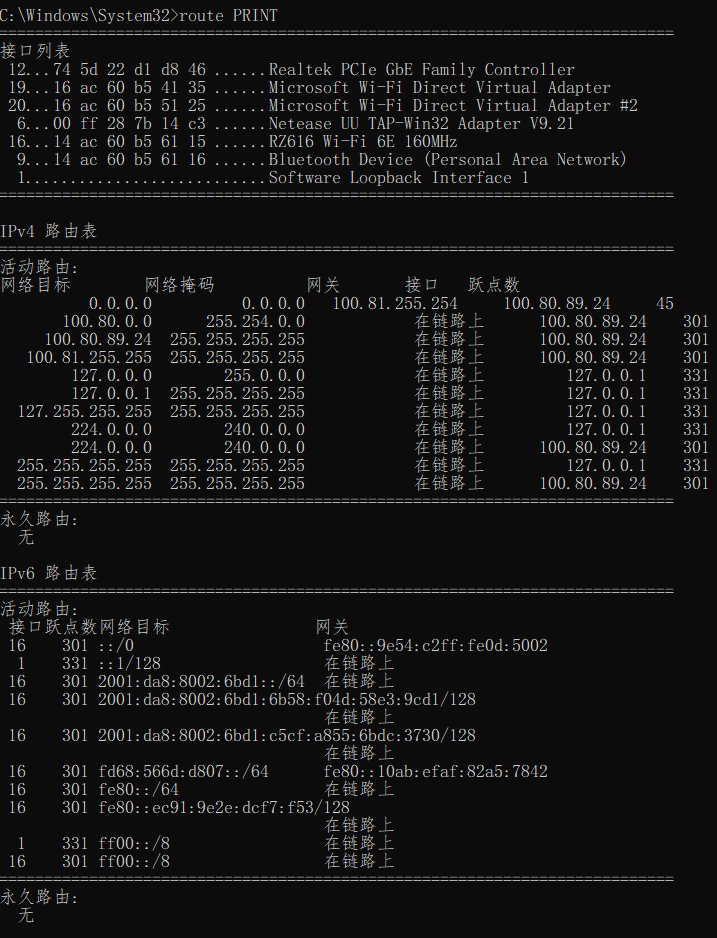 C:\Windows\System32>route PRINT
===========================================================================
接口列表
 12...74 5d 22 d1 d8 46 ......Realtek PCIe GbE Family Controller
 19...16 ac 60 b5 41 35 ......Microsoft Wi-Fi Direct Virtual Adapter
 20...16 ac 60 b5 51 25 ......Microsoft Wi-Fi Direct Virtual Adapter #2
  6...00 ff 28 7b 14 c3 ......Netease UU TAP-Win32 Adapter V9.21
 16...14 ac 60 b5 61 15 ......RZ616 Wi-Fi 6E 160MHz
  9...14 ac 60 b5 61 16 ......Bluetooth Device (Personal Area Network)
  1...........................Software Loopback Interface 1
===========================================================================
IPv4 路由表
===========================================================================
活动路由:
网络目标        网络掩码          网关       接口   跃点数
          0.0.0.0          0.0.0.0   100.81.255.254     100.80.89.24     45
       100.80.0.0      255.254.0.0            在链路上      100.80.89.24    301
     100.80.89.24  255.255.255.255            在链路上      100.80.89.24    301
   100.81.255.255  255.255.255.255            在链路上      100.80.89.24    301
        127.0.0.0        255.0.0.0            在链路上         127.0.0.1    331
        127.0.0.1  255.255.255.255            在链路上         127.0.0.1    331
  127.255.255.255  255.255.255.255            在链路上         127.0.0.1    331
        224.0.0.0        240.0.0.0            在链路上         127.0.0.1    331
        224.0.0.0        240.0.0.0            在链路上      100.80.89.24    301
  255.255.255.255  255.255.255.255            在链路上         127.0.0.1    331
  255.255.255.255  255.255.255.255            在链路上      100.80.89.24    301
===========================================================================
永久路由:
  无
IPv6 路由表
===========================================================================
活动路由:
 接口跃点数网络目标                网关
 16    301 ::/0                     fe80::9e54:c2ff:fe0d:5002
  1    331 ::1/128                  在链路上
 16    301 2001:da8:8002:6bd1::/64  在链路上
 16    301 2001:da8:8002:6bd1:6b58:f04d:58e3:9cd1/128
                                    在链路上
 16    301 2001:da8:8002:6bd1:c5cf:a855:6bdc:3730/128
                                    在链路上
 16    301 fd68:566d:d807::/64      fe80::10ab:efaf:82a5:7842
 16    301 fe80::/64                在链路上
 16    301 fe80::ec91:9e2e:dcf7:f53/128
                                    在链路上
  1    331 ff00::/8                 在链路上
 16    301 ff00::/8                 在链路上
===========================================================================
永久路由:
  无